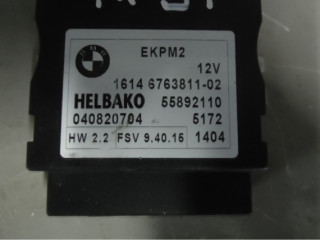 EKPM2
12V
1614 6763811-02
HELBAKO 55892110
040820704 5172
HW 2.2 FSV 9.40.15 1404